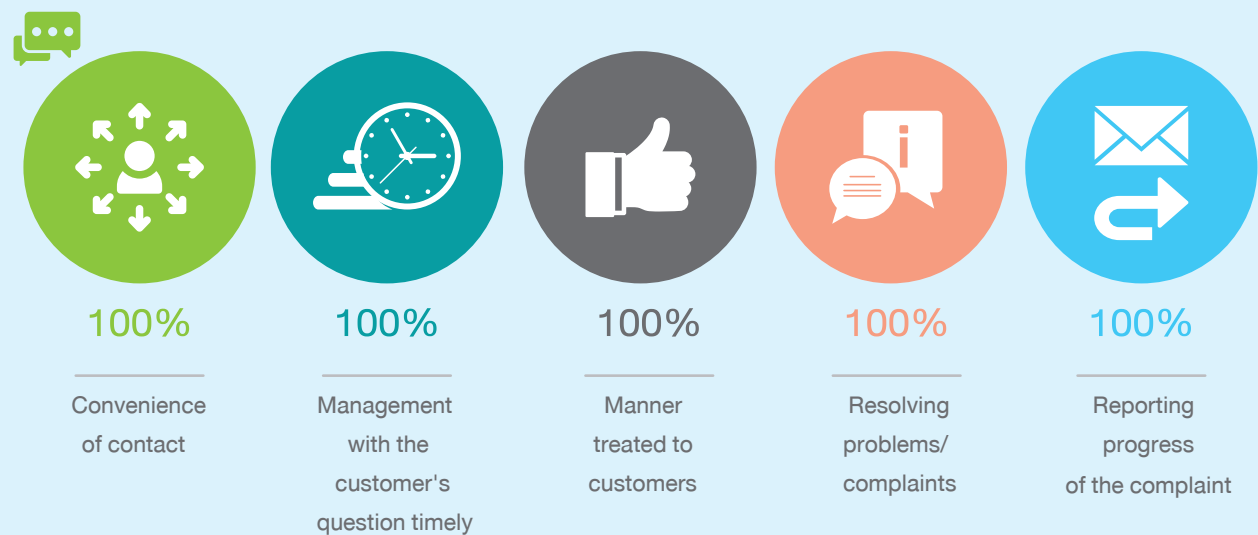 100%
Convenience
of contact
100%
Management
with the
customer's
question timely
100%
Manner
treated to
customers
i
100%
Resolving
problems/
complaints
100%
Reporting
progress
of the complaint